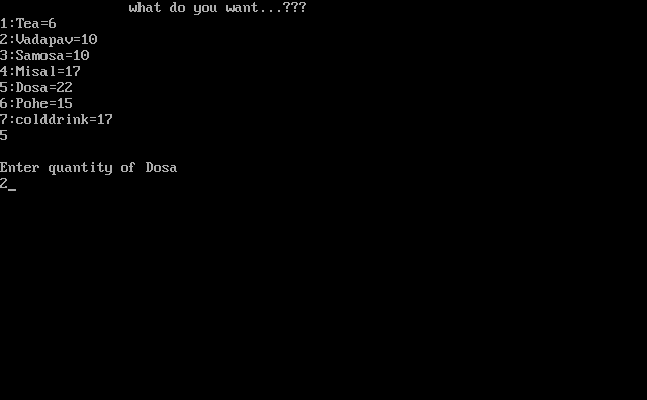 what do you want...???
1:Tea=6
2:Vadapav=10
3:Samosa=10
4:Misal=17
5:Dosa=22
6:Pohe=15
7:colddrink=17
5
Enter quantity of Dosa
2_